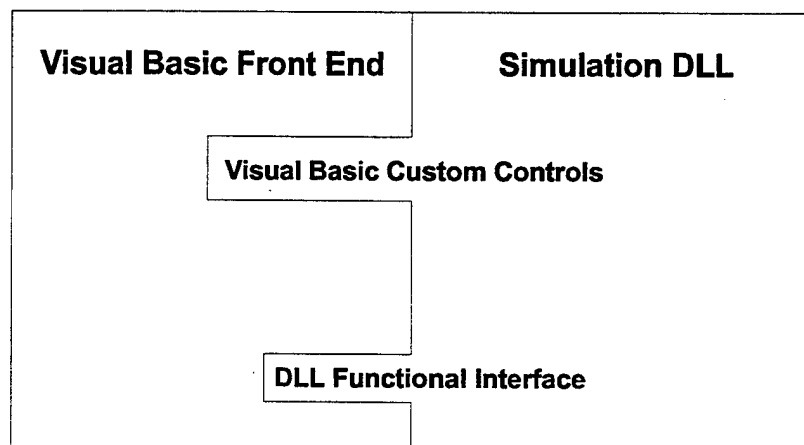 Visual Basic Front End
Simulation DLL
Visual Basic Custom Controls
DLL Functional Interface